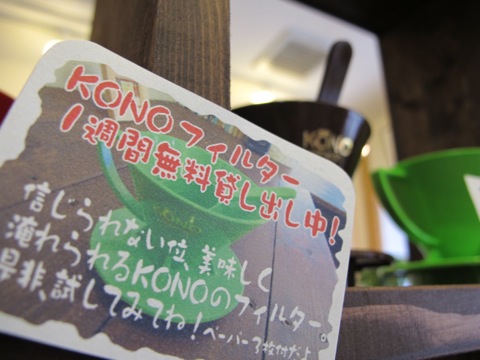 KONOフィルター
1週間無料貸し出し中!
信じられない位、美味しく
淹れられるKONOのフィルター。
是非、試してみてね!ペーパー3枚付だよ
KŌNO